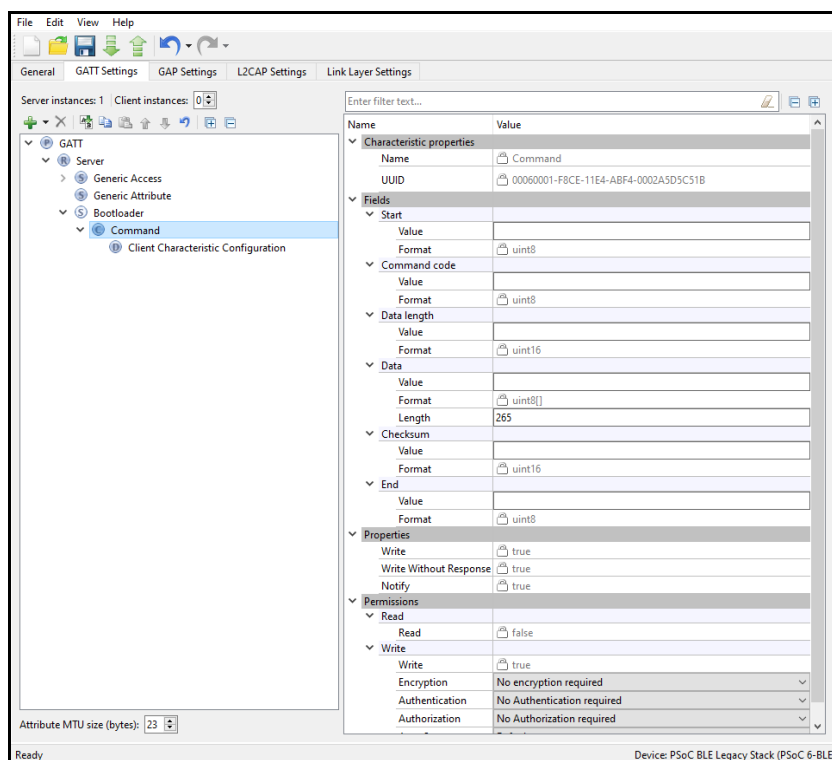 File Edit View Help
General GATT Settings GAP Settings L2CAP Settings Link Layer Settings
Server instances: 1 Client instances: 0
Enter filter text...
GATT
Server
Generic Access
Generic Attribute
Bootloader
Command
Client Characteristic Configuration
Attribute MTU size (bytes): 23
Name Value
Characteristic properties
Name Command
UUID 00060001-F8CE-11E4-ABF4-0002A5D5C51B
Fields
Start
Value
Format uint8
Command code
Value
Format uint8
Data length
Value
Format uint16
Data
Value
Format uint8[]
Length 265
Checksum
Value
Format uint16
End
Value
Format uint8
Properties
Write true
Write Without Response true
Notify true
Permissions
Read
Read false
Write
Write true
Encryption No encryption required
Authentication No Authentication required
Authorization No Authorization required
Ready Device: PSoC BLE Legacy Stack (PSoC 6-BLE